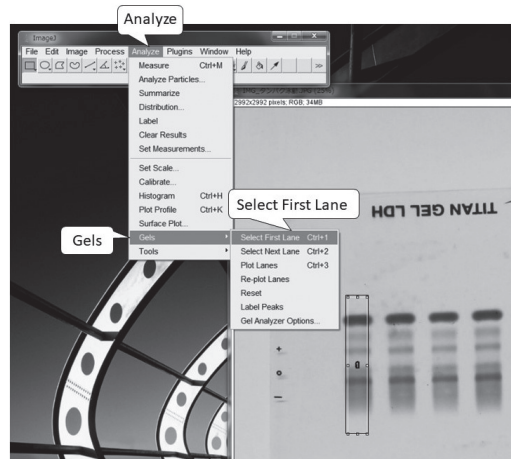 Analyze
ImageJ
File Edit Image Process Analyze Plugins Window Help
>>
Measure Ctrl+M
Analyze Particles...
Summarize
Distribution...
Label
Clear Results
Set Measurements...
Set Scale...
Calibrate...
Histogram Ctrl+H
Plot Profile Ctrl+K
Surface Plot...
Gels
Tools
2992x2992 pixels; RGB; 34MB
Select First Lane
Gels
Select First Lane Ctrl+1
Select Next Lane Ctrl+2
Plot Lanes Ctrl+3
Re-plot Lanes
Reset
Label Peaks
Gel Analyzer Options...
TITAN GEL LDH
+
o
−